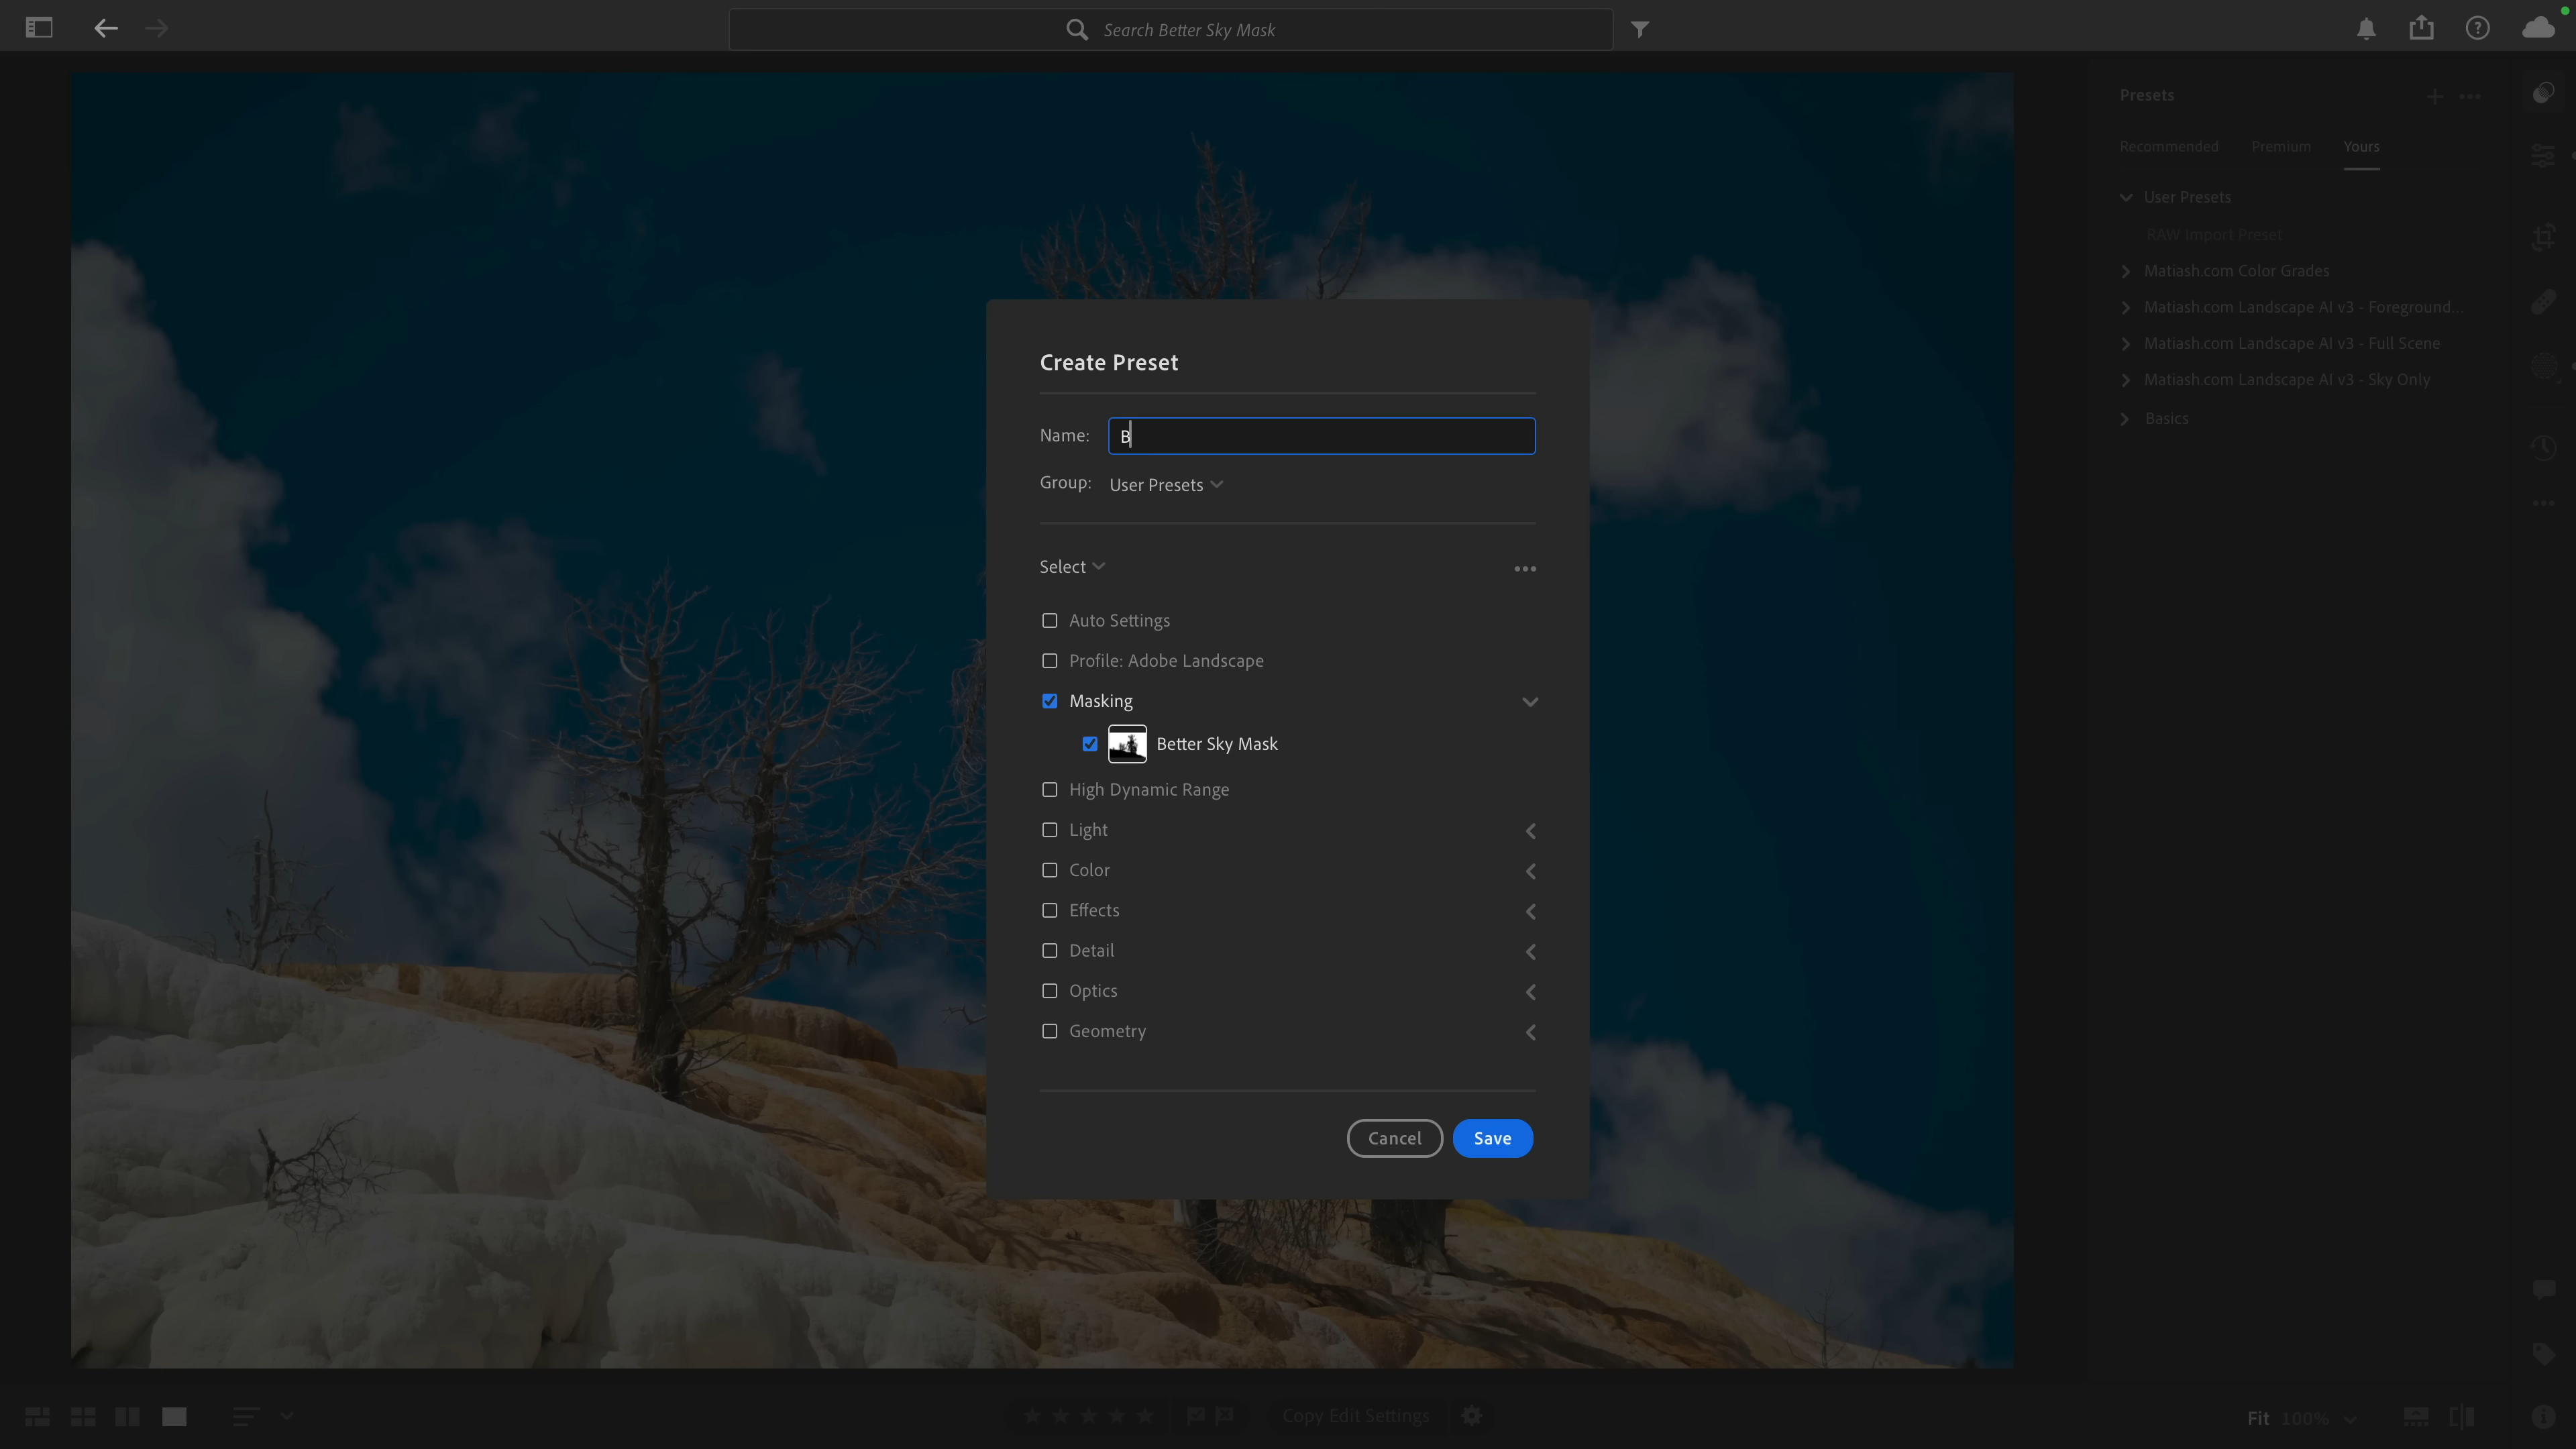 Search Better Sky Mask
Presets
Recommended Premium Yours
User Presets
RAW Import Preset
Matiash.com Color Grades
Matiash.com Landscape AI v3 - Foreground...
Matiash.com Landscape AI v3 - Full Scene
Matiash.com Landscape AI v3 - Sky Only
Basics
Create Preset
Name: B
Group: User Presets
Select
Auto Settings
Profile: Adobe Landscape
Masking
Better Sky Mask
High Dynamic Range
Light
Color
Effects
Detail
Optics
Geometry
Cancel Save
Copy Edit Settings
Fit 100%